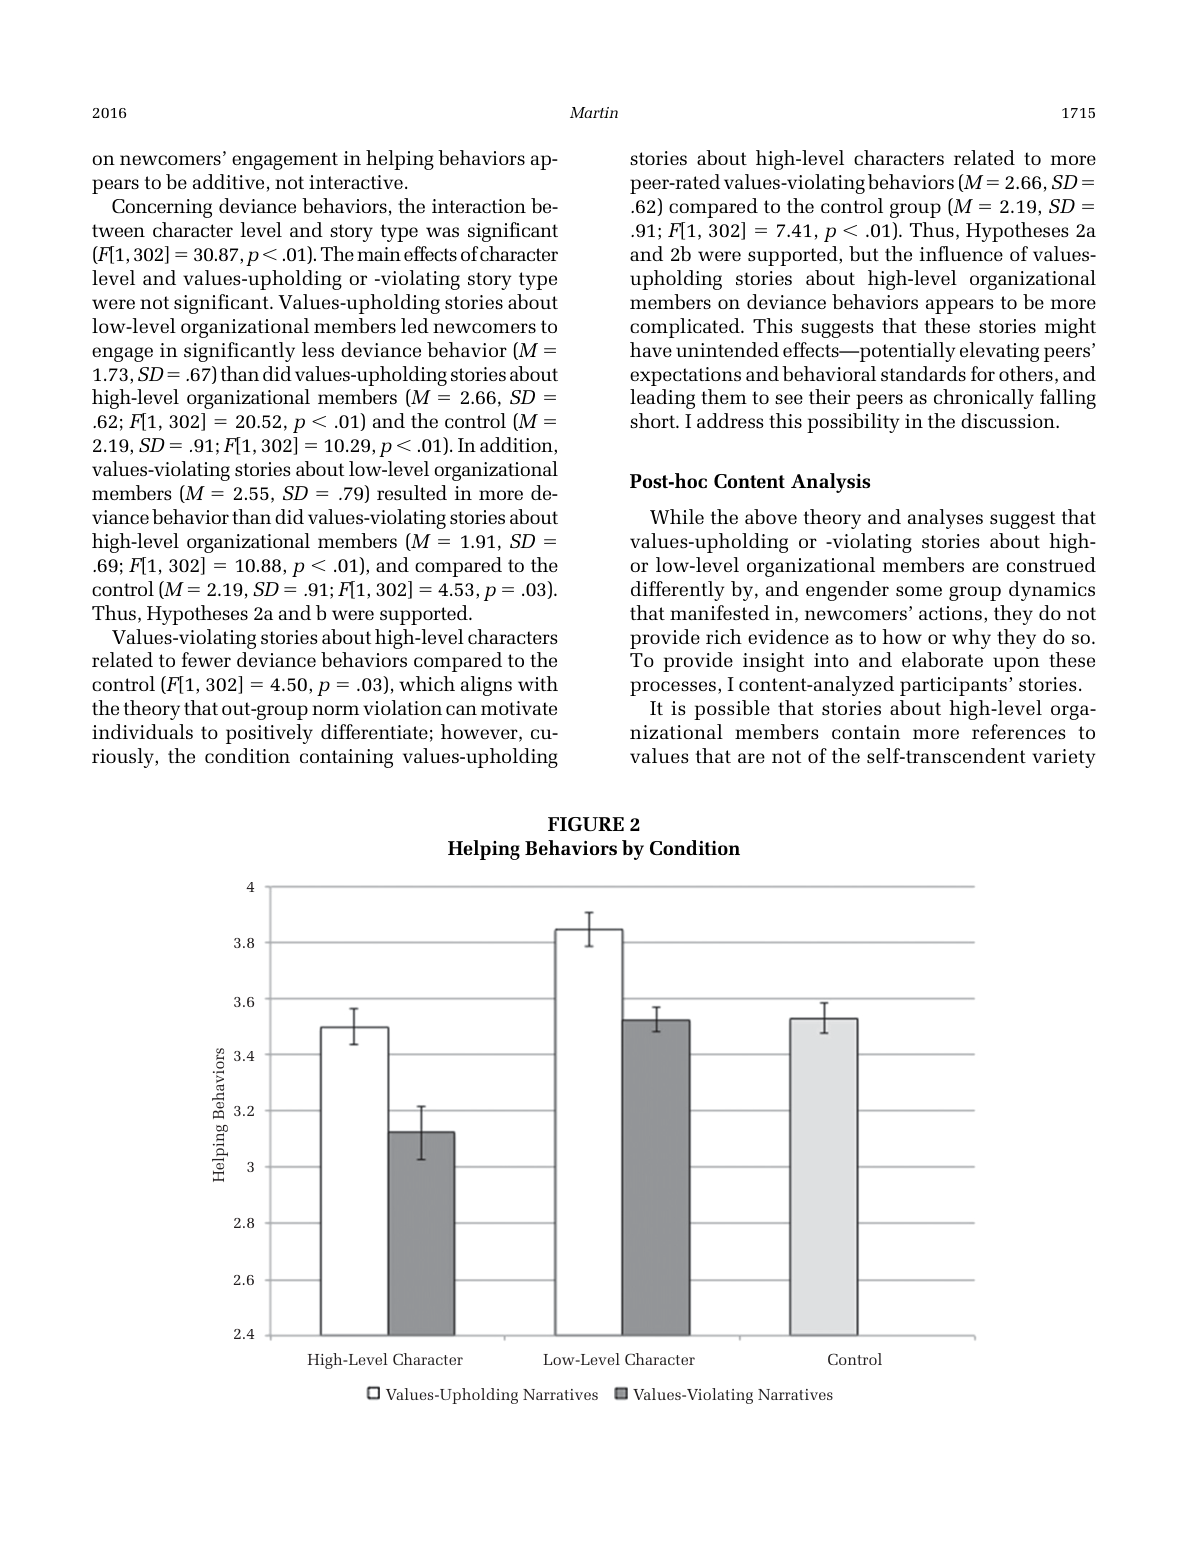 2016
Martin
1715
on newcomers’ engagement in helping behaviors ap-
pears to be additive, not interactive.
Concerning deviance behaviors, the interaction be-
tween character level and story type was significant
(F[1, 302] = 30.87, p < .01). The main effects of character
level and values-upholding or -violating story type
were not significant. Values-upholding stories about
low-level organizational members led newcomers to
engage in significantly less deviance behavior (M =
1.73, SD = .67) than did values-upholding stories about
high-level organizational members (M = 2.66, SD =
.62; F[1, 302] = 20.52, p < .01) and the control (M =
2.19, SD = .91; F[1, 302] = 10.29, p < .01). In addition,
values-violating stories about low-level organizational
members (M = 2.55, SD = .79) resulted in more de-
viance behavior than did values-violating stories about
high-level organizational members (M = 1.91, SD =
.69; F[1, 302] = 10.88, p < .01), and compared to the
control (M = 2.19, SD = .91; F[1, 302] = 4.53, p = .03).
Thus, Hypotheses 2a and b were supported.
Values-violating stories about high-level characters
related to fewer deviance behaviors compared to the
control (F[1, 302] = 4.50, p = .03), which aligns with
the theory that out-group norm violation can motivate
individuals to positively differentiate; however, cu-
riously, the condition containing values-upholding
stories about high-level characters related to more
peer-rated values-violating behaviors (M = 2.66, SD =
.62) compared to the control group (M = 2.19, SD =
.91; F[1, 302] = 7.41, p < .01). Thus, Hypotheses 2a
and 2b were supported, but the influence of values-
upholding stories about high-level organizational
members on deviance behaviors appears to be more
complicated. This suggests that these stories might
have unintended effects—potentially elevating peers’
expectations and behavioral standards for others, and
leading them to see their peers as chronically falling
short. I address this possibility in the discussion.
Post-hoc Content Analysis
While the above theory and analyses suggest that
values-upholding or -violating stories about high-
or low-level organizational members are construed
differently by, and engender some group dynamics
that manifested in, newcomers’ actions, they do not
provide rich evidence as to how or why they do so.
To provide insight into and elaborate upon these
processes, I content-analyzed participants’ stories.
It is possible that stories about high-level orga-
nizational members contain more references to
values that are not of the self-transcendent variety
FIGURE 2
Helping Behaviors by Condition
4
3.8
3.6
3.4
3.2
3
2.8
2.6
2.4
Helping Behaviors
High-Level Character
Low-Level Character
Control
Values-Upholding Narratives
Values-Violating Narratives